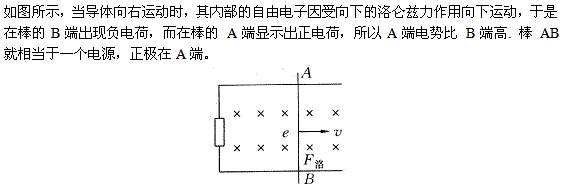 如图所示，当导体向右运动时，其内部的自由电子因受向下的洛仑兹力作用向下运动，于是
在棒的 B 端出现负电荷，而在棒的 A 端显示出正电荷，所以 A 端电势比 B 端高. 棒 AB
就相当于一个电源，正极在 A 端。
A
× × × × ×
e v
× × × × ×
F洛
B